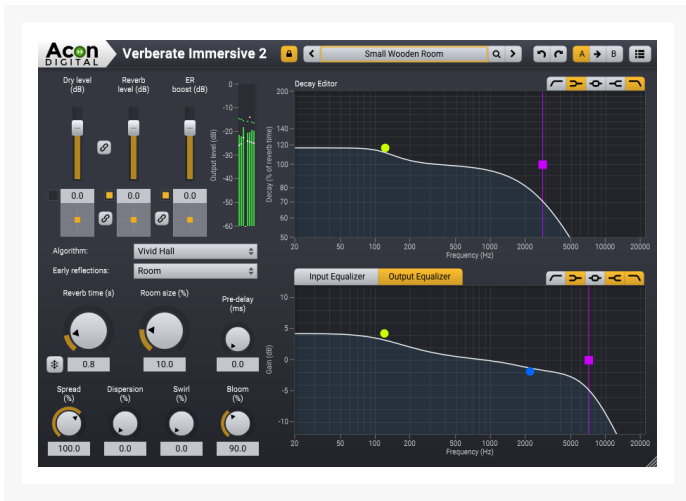 Acon
DIGITAL
Verberate Immersive 2
Small Wooden Room
A
B
Dry level
(dB)
Reverb
level (dB)
ER
boost (dB)
0-
-10-
-20-
-30-
-40-
-50-
-60-
Output level (dB)
0.0
0.0
0.0
Algorithm:
Vivid Hall
Early reflections:
Room
Reverb time (s)
Room size (%)
Pre-delay
(ms)
0.8
10.0
0.0
Spread
(%)
Dispersion
(%)
Swirl
(%)
Bloom
(%)
100.0
0.0
0.0
90.0
Decay Editor
200
140
120
100
80
70
60
50
Decay (% of reverb time)
20 50 100 200 500 1000 2000 5000 10000 20000
Frequency (Hz)
Input Equalizer
Output Equalizer
10
5
0
-5
-10
Gain (dB)
20 50 100 200 500 1000 2000 5000 10000 20000
Frequency (Hz)